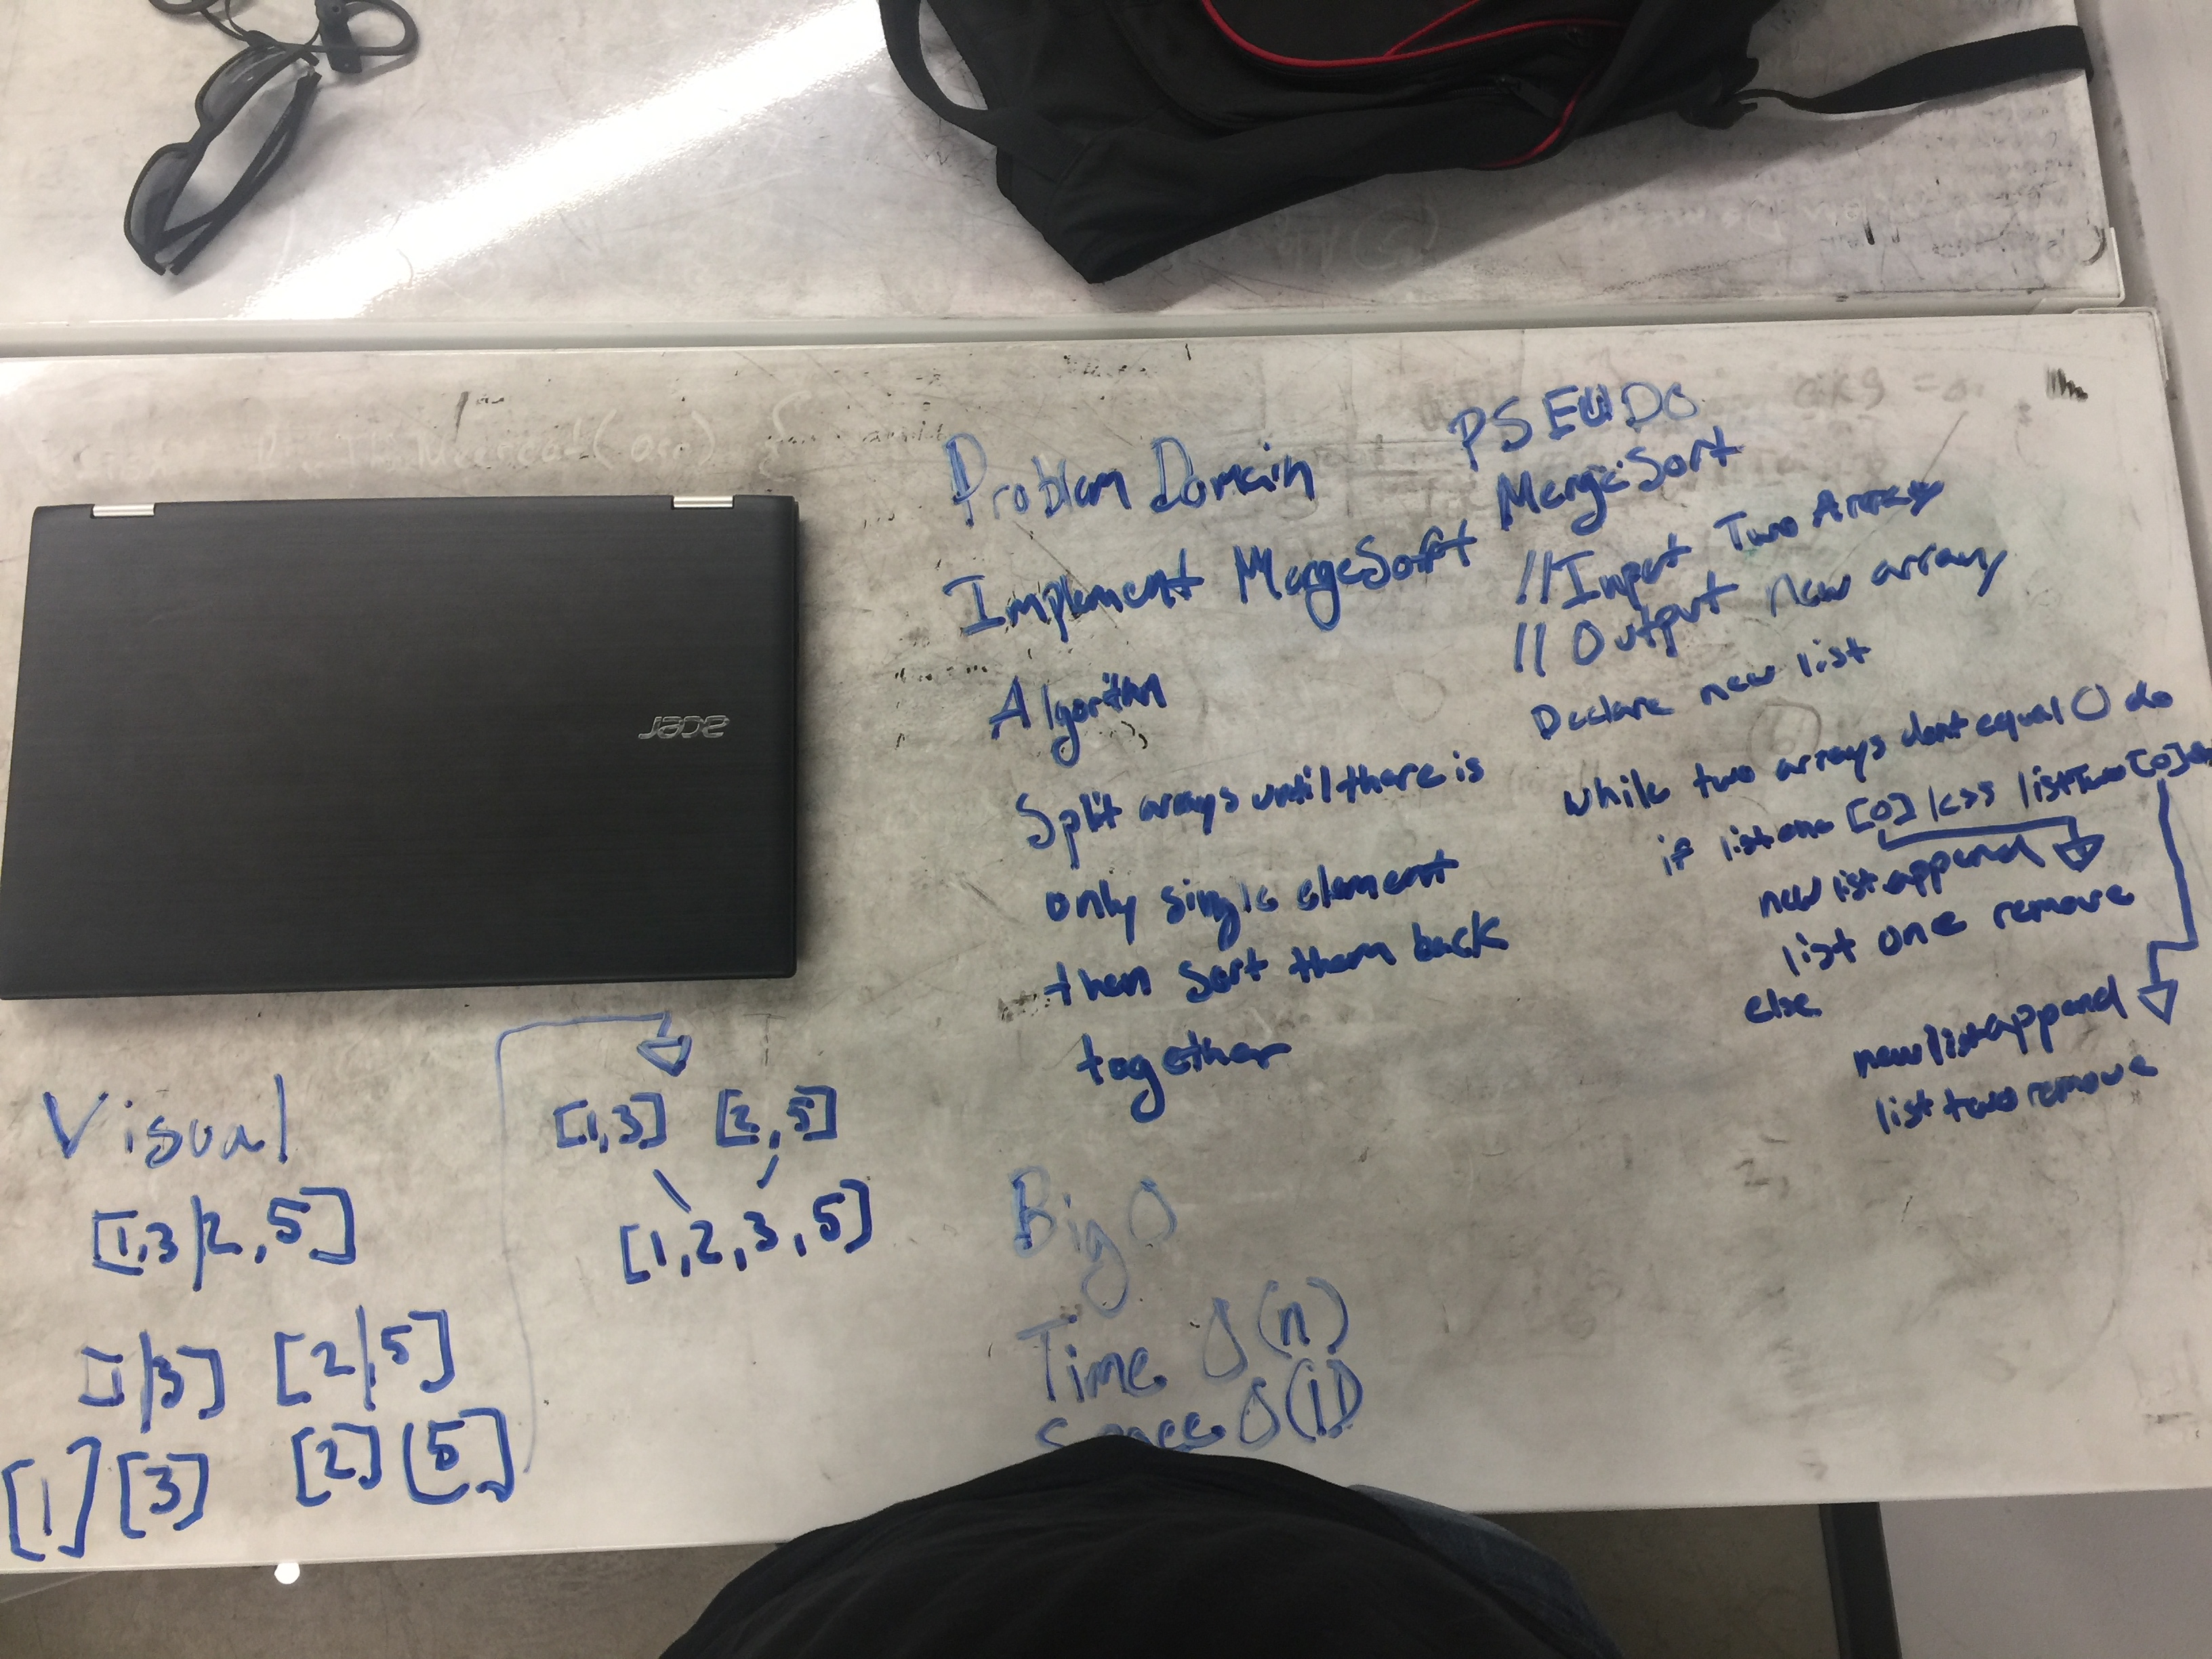 acer
Visual
[1,3|2,5]
[1|3] [2|5]
[1] [3] [2] [5]
[1,3] [2,5]
[1,2,3,5]
Problem Domain
Implement MergeSort
Algorithm
Split arrays until there is
only single element
then sort them back
together
Big O
Time O(n)
Space O(1)
PSEUDO
MergeSort
//Input Two Array
//Output new array
Declare new list
while two arrays dont equal 0 do
if list one [0] less list two [0]
new list append
list one remove
else
new list append
list two remove